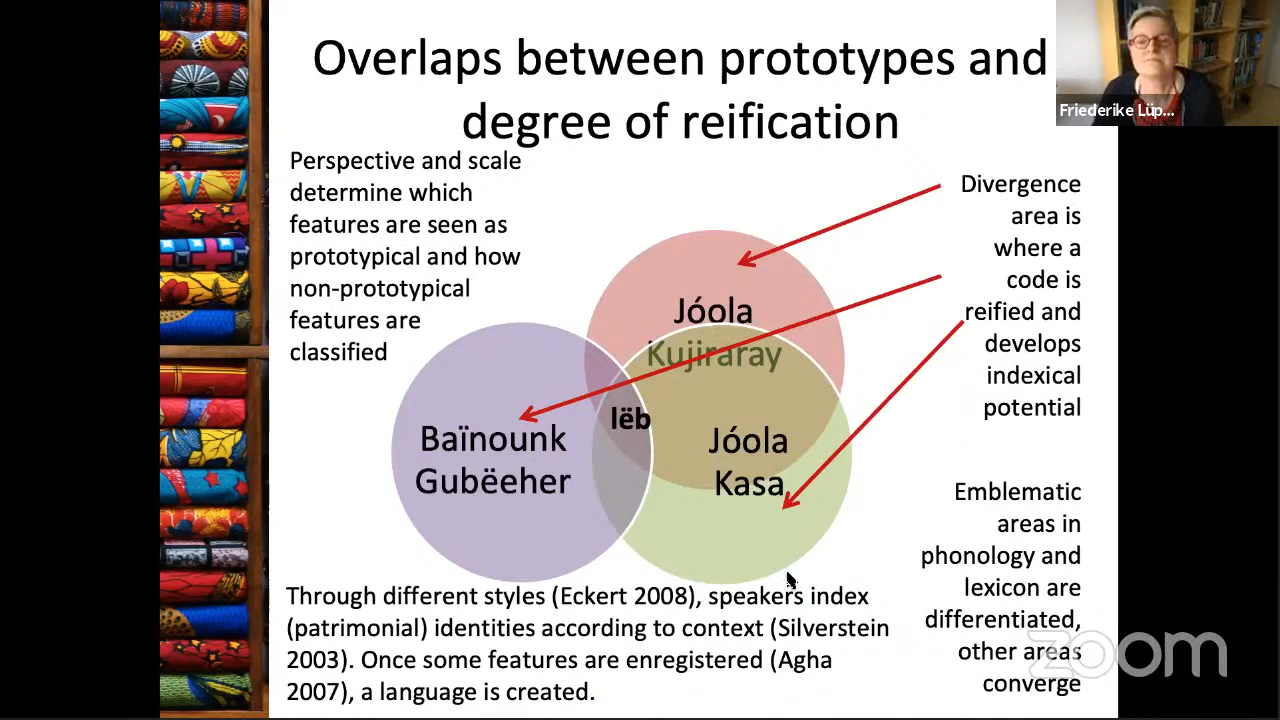 Overlaps between prototypes and
degree of reification
Friederike Lüp...
Perspective and scale
determine which
features are seen as
prototypical and how
non-prototypical
features are
classified
Divergence
area is
where a
code is
reified and
develops
indexical
potential
Jóola
Kujiraray
lëb
Baïnounk
Gubëeher
Jóola
Kasa
Emblematic
areas in
phonology and
lexicon are
differentiated,
other areas
converge
Through different styles (Eckert 2008), speakers index
(patrimonial) identities according to context (Silverstein
2003). Once some features are enregistered (Agha
2007), a language is created.
zoom